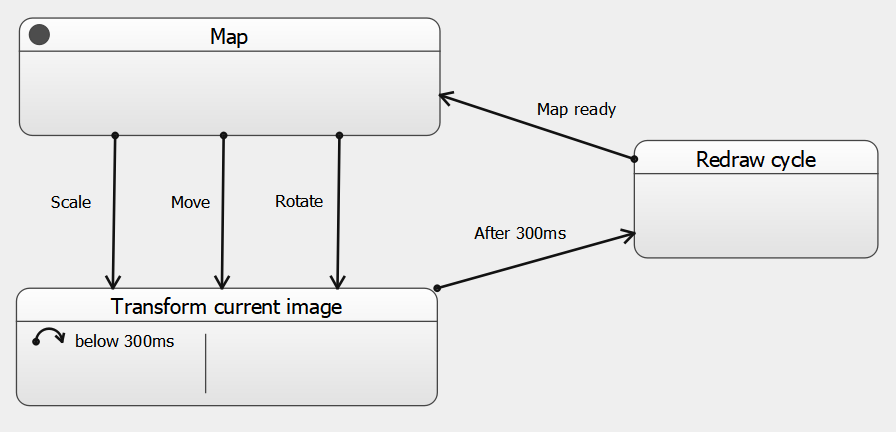 Map
Map ready
Redraw cycle
Scale
Move
Rotate
After 300ms
Transform current image
below 300ms